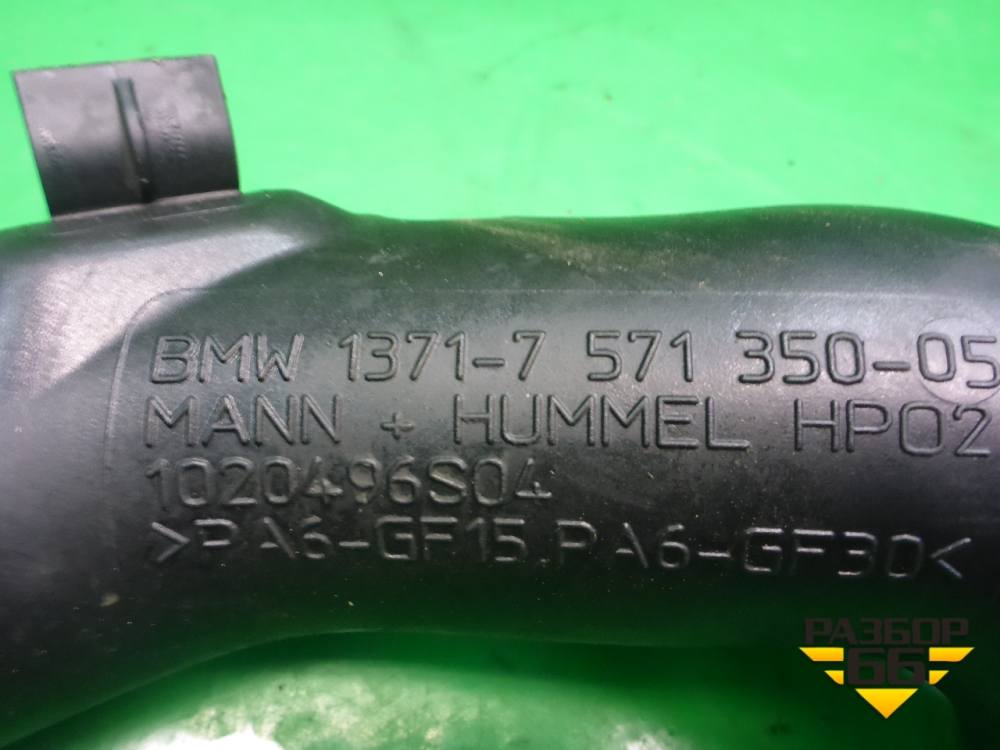 BMW 1371-7 571 350-05
MANN + HUMMEL HP02
1020496S04
>PA6-GF15.PA6-GF30<
РАЗБОР
66